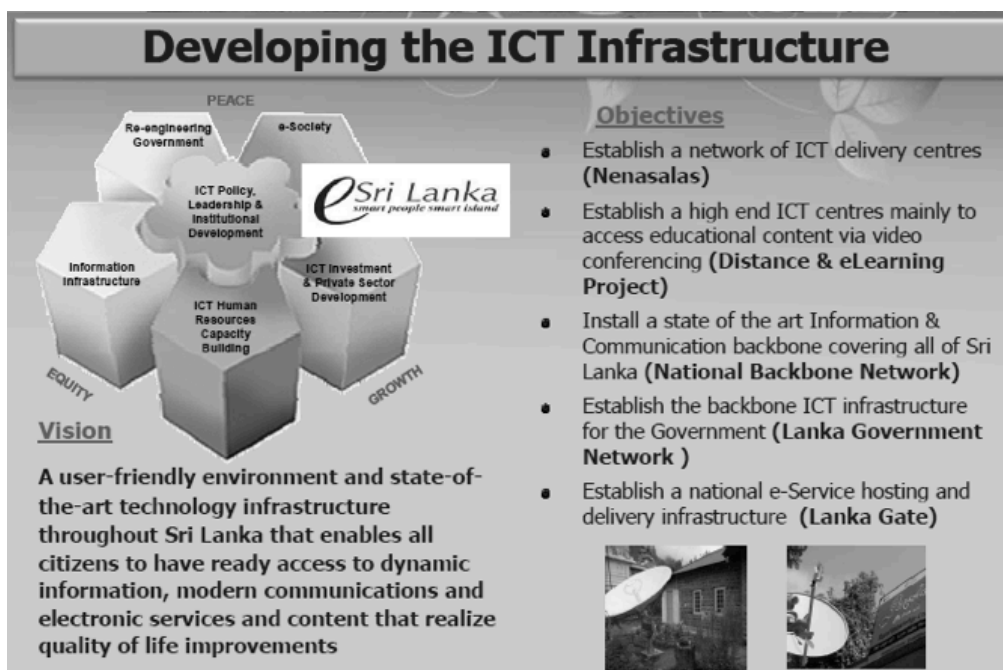 Developing the ICT Infrastructure
PEACE
Re-engineering
Government
e-Society
ICT Policy,
Leadership &
Institutional
Development
eSri Lanka
smart people smart island
Information
Infrastructure
ICT Investment
& Private Sector
Development
ICT Human
Resources
Capacity
Building
EQUITY
GROWTH
Vision
A user-friendly environment and state-of-
the-art technology infrastructure
throughout Sri Lanka that enables all
citizens to have ready access to dynamic
information, modern communications and
electronic services and content that realize
quality of life improvements
Objectives
• Establish a network of ICT delivery centres
(Nenasalas)
• Establish a high end ICT centres mainly to
access educational content via video
conferencing (Distance & eLearning
Project)
• Install a state of the art Information &
Communication backbone covering all of Sri
Lanka (National Backbone Network)
• Establish the backbone ICT infrastructure
for the Government (Lanka Government
Network )
• Establish a national e-Service hosting and
delivery infrastructure (Lanka Gate)